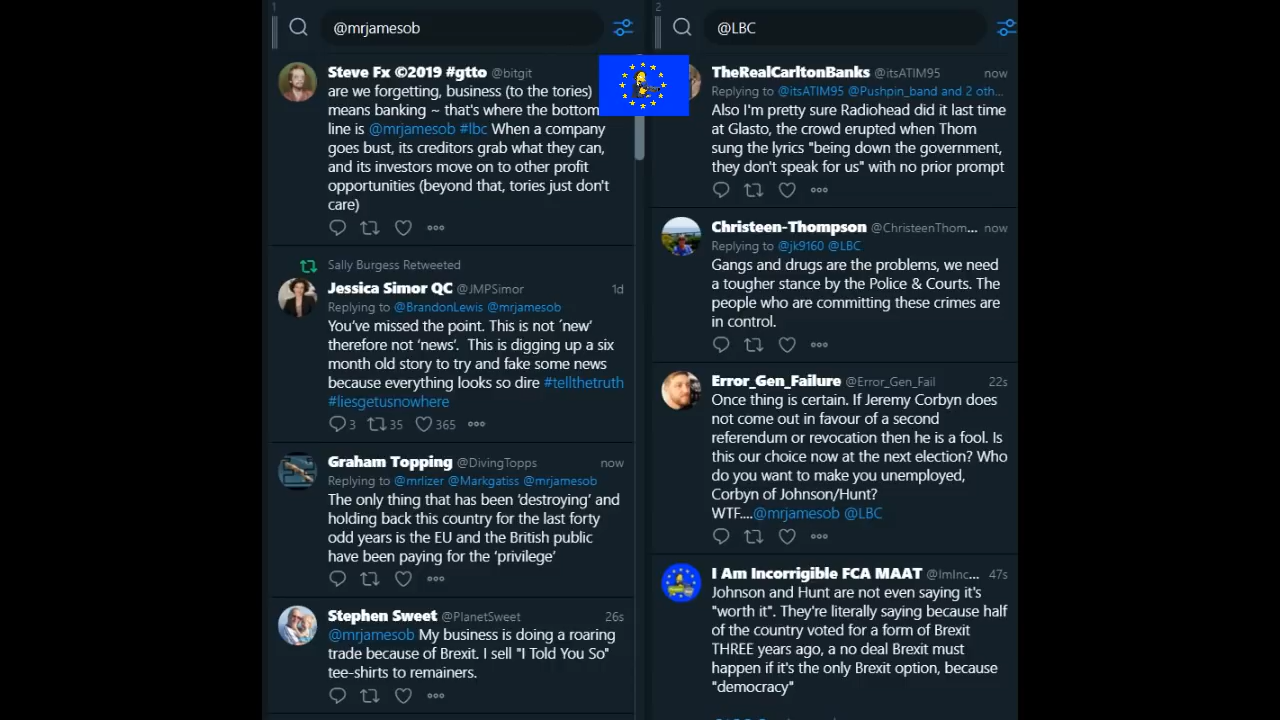 1
@mrjamesob
Steve Fx ©2019 #gtto @bitgit
are we forgetting, business (to the tories)
means banking ~ that's where the bottom
line is @mrjamesob #lbc When a company
goes bust, its creditors grab what they can,
and its investors move on to other profit
opportunities (beyond that, tories just don't
care)
Sally Burgess Retweeted
Jessica Simor QC @JMPSimor 1d
Replying to @BrandonLewis @mrjamesob
You've missed the point. This is not ´new'
therefore not 'news'. This is digging up a six
month old story to try and fake some news
because everything looks so dire #tellthetruth
#liesgetusnowhere
3 35 365
Graham Topping @DivingTopps now
Replying to @mrlizer @Markgatiss @mrjamesob
The only thing that has been 'destroying' and
holding back this country for the last forty
odd years is the EU and the British public
have been paying for the 'privilege'
Stephen Sweet @PlanetSweet 26s
@mrjamesob My business is doing a roaring
trade because of Brexit. I sell "I Told You So"
tee-shirts to remainers.
2
@LBC
TheRealCarltonBanks @itsATIM95 now
Replying to @itsATIM95 @Pushpin_band and 2 oth...
Also I'm pretty sure Radiohead did it last time
at Glasto, the crowd erupted when Thom
sung the lyrics "being down the government,
they don't speak for us" with no prior prompt
Christeen-Thompson @ChristeenThom... now
Replying to @jk9160 @LBC
Gangs and drugs are the problems, we need
a tougher stance by the Police & Courts. The
people who are committing these crimes are
in control.
Error_Gen_Failure @Error_Gen_Fail 22s
Once thing is certain. If Jeremy Corbyn does
not come out in favour of a second
referendum or revocation then he is a fool. Is
this our choice now at the next election? Who
do you want to make you unemployed,
Corbyn of Johnson/Hunt?
WTF....@mrjamesob @LBC
I Am Incorrigible FCA MAAT @ImInc... 47s
Johnson and Hunt are not even saying it's
"worth it". They're literally saying because half
of the country voted for a form of Brexit
THREE years ago, a no deal Brexit must
happen if it's the only Brexit option, because
"democracy"